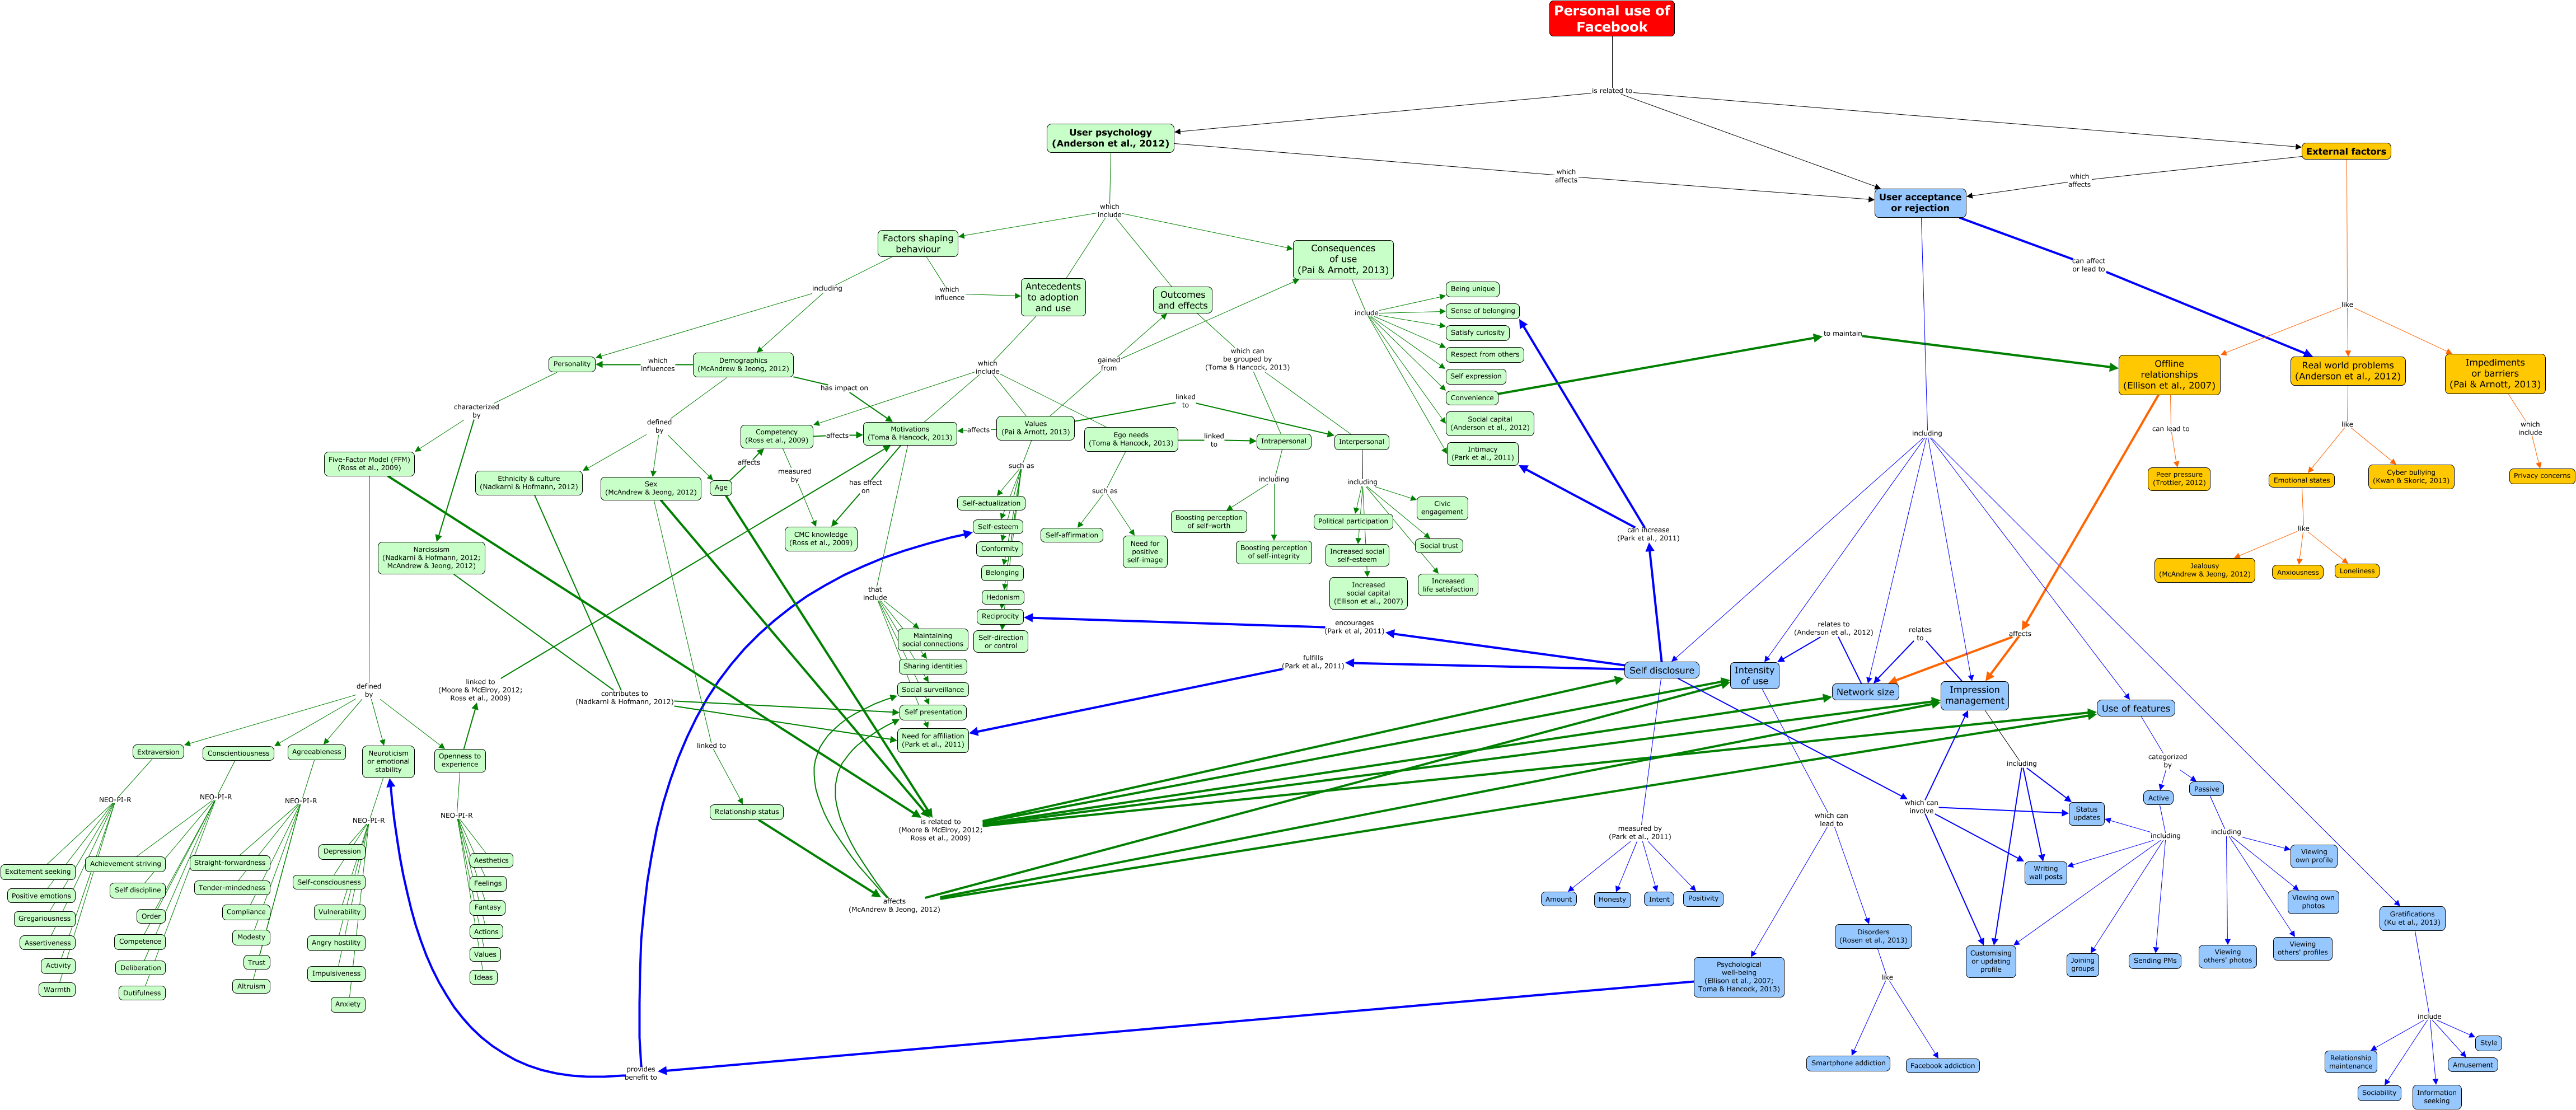 Personal use of
Facebook
is related to
User psychology
(Anderson et al., 2012)
External factors
which
affects
which
affects
User acceptance
or rejection
which
include
Factors shaping
behaviour
Consequences
of use
(Pai & Arnott, 2013)
can affect
or lead to
including
which
influence
Antecedents
to adoption
and use
Outcomes
and effects
Being unique
Sense of belonging
include
Satisfy curiosity
Respect from others
Self expression
Convenience
Social capital
(Anderson et al., 2012)
Intimacy
(Park et al., 2011)
like
to maintain
Personality
which
influences
Demographics
(McAndrew & Jeong, 2012)
which
include
gained
from
which can
be grouped by
(Toma & Hancock, 2013)
Offline
relationships
(Ellison et al., 2007)
Real world problems
(Anderson et al., 2012)
Impediments
or barriers
(Pai & Arnott, 2013)
has impact on
linked
to
characterized
by
defined
by
Competency
(Ross et al., 2009)
affects
Motivations
(Toma & Hancock, 2013)
affects
Values
(Pai & Arnott, 2013)
Ego needs
(Toma & Hancock, 2013)
linked
to
Intrapersonal
Interpersonal
including
can lead to
like
which
include
Five-Factor Model (FFM)
(Ross et al., 2009)
Ethnicity & culture
(Nadkarni & Hofmann, 2012)
Sex
(McAndrew & Jeong, 2012)
Age
affects
measured
by
has effect
on
such as
such as
including
including
Peer pressure
(Trottier, 2012)
Emotional states
Cyber bullying
(Kwan & Skoric, 2013)
Privacy concerns
Self-actualization
Self-esteem
Conformity
Belonging
Hedonism
Reciprocity
Self-direction
or control
Self-affirmation
Need for
positive
self-image
Boosting perception
of self-worth
Boosting perception
of self-integrity
Political participation
Civic
engagement
Increased social
self-esteem
Social trust
Increased
social capital
(Ellison et al., 2007)
Increased
life satisfaction
can increase
(Park et al., 2011)
like
Jealousy
(McAndrew & Jeong, 2012)
Anxiousness
Loneliness
CMC knowledge
(Ross et al., 2009)
Narcissism
(Nadkarni & Hofmann, 2012;
McAndrew & Jeong, 2012)
that
include
Maintaining
social connections
Sharing identities
Social surveillance
Self presentation
Need for affiliation
(Park et al., 2011)
encourages
(Park et al, 2011)
fulfills
(Park et al., 2011)
relates to
(Anderson et al., 2012)
relates
to
affects
Self disclosure
Intensity
of use
Network size
Impression
management
Use of features
defined
by
linked to
(Moore & McElroy, 2012;
Ross et al., 2009)
contributes to
(Nadkarni & Hofmann, 2012)
linked to
Extraversion
Conscientiousness
Agreeableness
Neuroticism
or emotional
stability
Openness to
experience
including
categorized
by
Active
Passive
NEO-PI-R
NEO-PI-R
NEO-PI-R
NEO-PI-R
NEO-PI-R
Relationship status
is related to
(Moore & McElroy, 2012;
Ross et al., 2009)
which can
involve
Status
updates
including
including
which can
lead to
measured by
(Park et al., 2011)
Excitement seeking
Positive emotions
Gregariousness
Assertiveness
Activity
Warmth
Achievement striving
Self discipline
Order
Competence
Deliberation
Dutifulness
Straight-forwardness
Tender-mindedness
Compliance
Modesty
Trust
Altruism
Depression
Self-consciousness
Vulnerability
Angry hostility
Impulsiveness
Anxiety
Aesthetics
Feelings
Fantasy
Actions
Values
Ideas
affects
(McAndrew & Jeong, 2012)
Amount
Honesty
Intent
Positivity
Writing
wall posts
Viewing
own profile
Viewing own
photos
Viewing
others' profiles
Viewing
others' photos
Sending PMs
Joining
groups
Customising
or updating
profile
Gratifications
(Ku et al., 2013)
Disorders
(Rosen et al., 2013)
Psychological
well-being
(Ellison et al., 2007;
Toma & Hancock, 2013)
like
Smartphone addiction
Facebook addiction
provides
benefit to
include
Relationship
maintenance
Sociability
Information
seeking
Amusement
Style